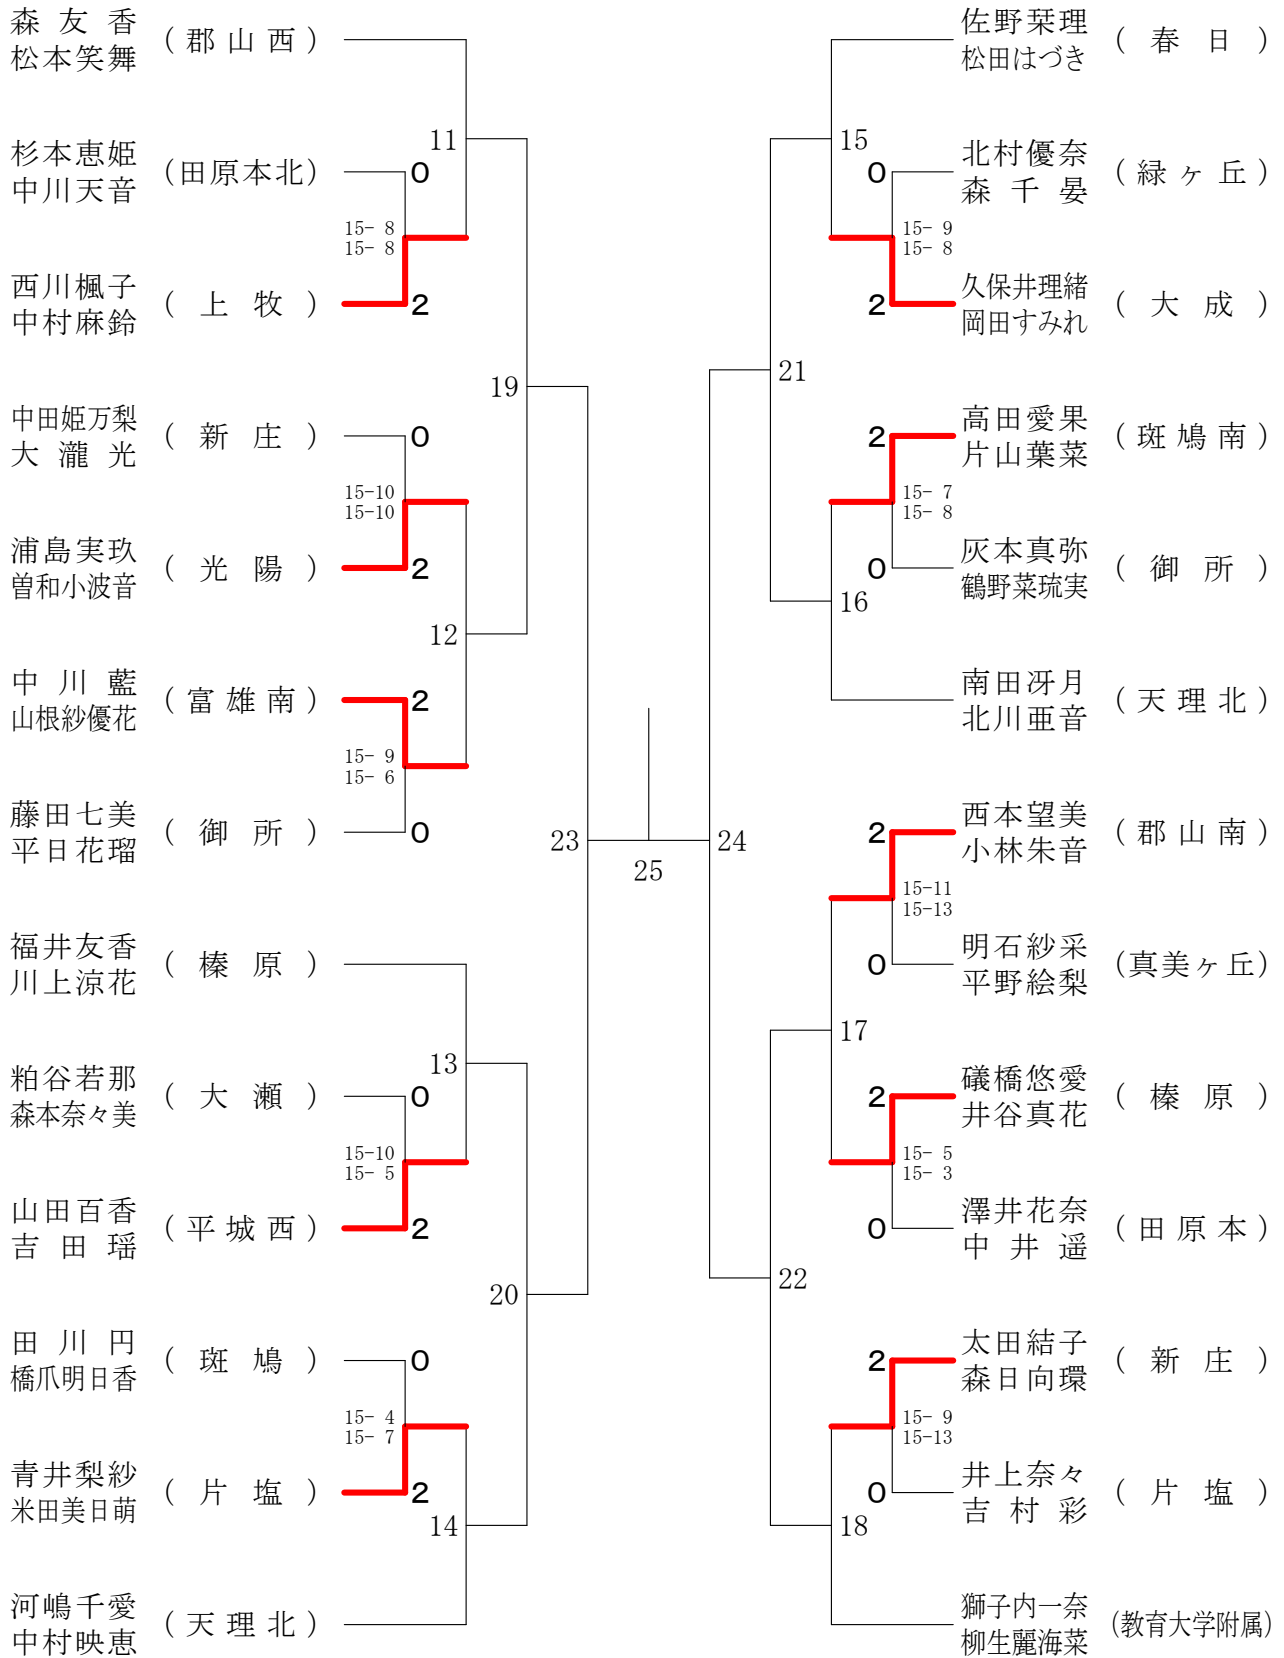 森友香
松本笑舞
(郡山西)
11
杉本恵姫
中川天音
(田原本北)
0
15- 8
15- 8
西川楓子
中村麻鈴
(上牧)
2
19
中田姫万梨
大瀧光
(新庄)
0
15-10
15-10
浦島実玖
曽和小波音
(光陽)
2
12
中川藍
山根紗優花
(富雄南)
2
15- 9
15- 6
藤田七美
平日花瑠
(御所)
0
23
福井友香
川上涼花
(榛原)
13
粕谷若那
森本奈々美
(大瀬)
0
15-10
15- 5
山田百香
吉田瑶
(平城西)
2
20
田川円
橋爪明日香
(斑鳩)
0
15- 4
15- 7
青井梨紗
米田美日萌
(片塩)
2
14
河嶋千愛
中村映恵
(天理北)
25
佐野栞理
松田はづき
(春日)
15
北村優奈
森千晏
(緑ヶ丘)
0
15- 9
15- 8
久保井理緒
岡田すみれ
(大成)
2
21
高田愛果
片山葉菜
(斑鳩南)
2
15- 7
15- 8
灰本真弥
鶴野菜琉実
(御所)
0
16
南田冴月
北川亜音
(天理北)
24
西本望美
小林朱音
(郡山南)
2
15-11
15-13
明石紗采
平野絵梨
(真美ヶ丘)
0
17
礒橋悠愛
井谷真花
(榛原)
2
15- 5
15- 3
澤井花奈
中井遥
(田原本)
0
22
太田結子
森日向環
(新庄)
2
15- 9
15-13
井上奈々
吉村彩
(片塩)
0
18
獅子内一奈
柳生麗海菜
(教育大学附属)